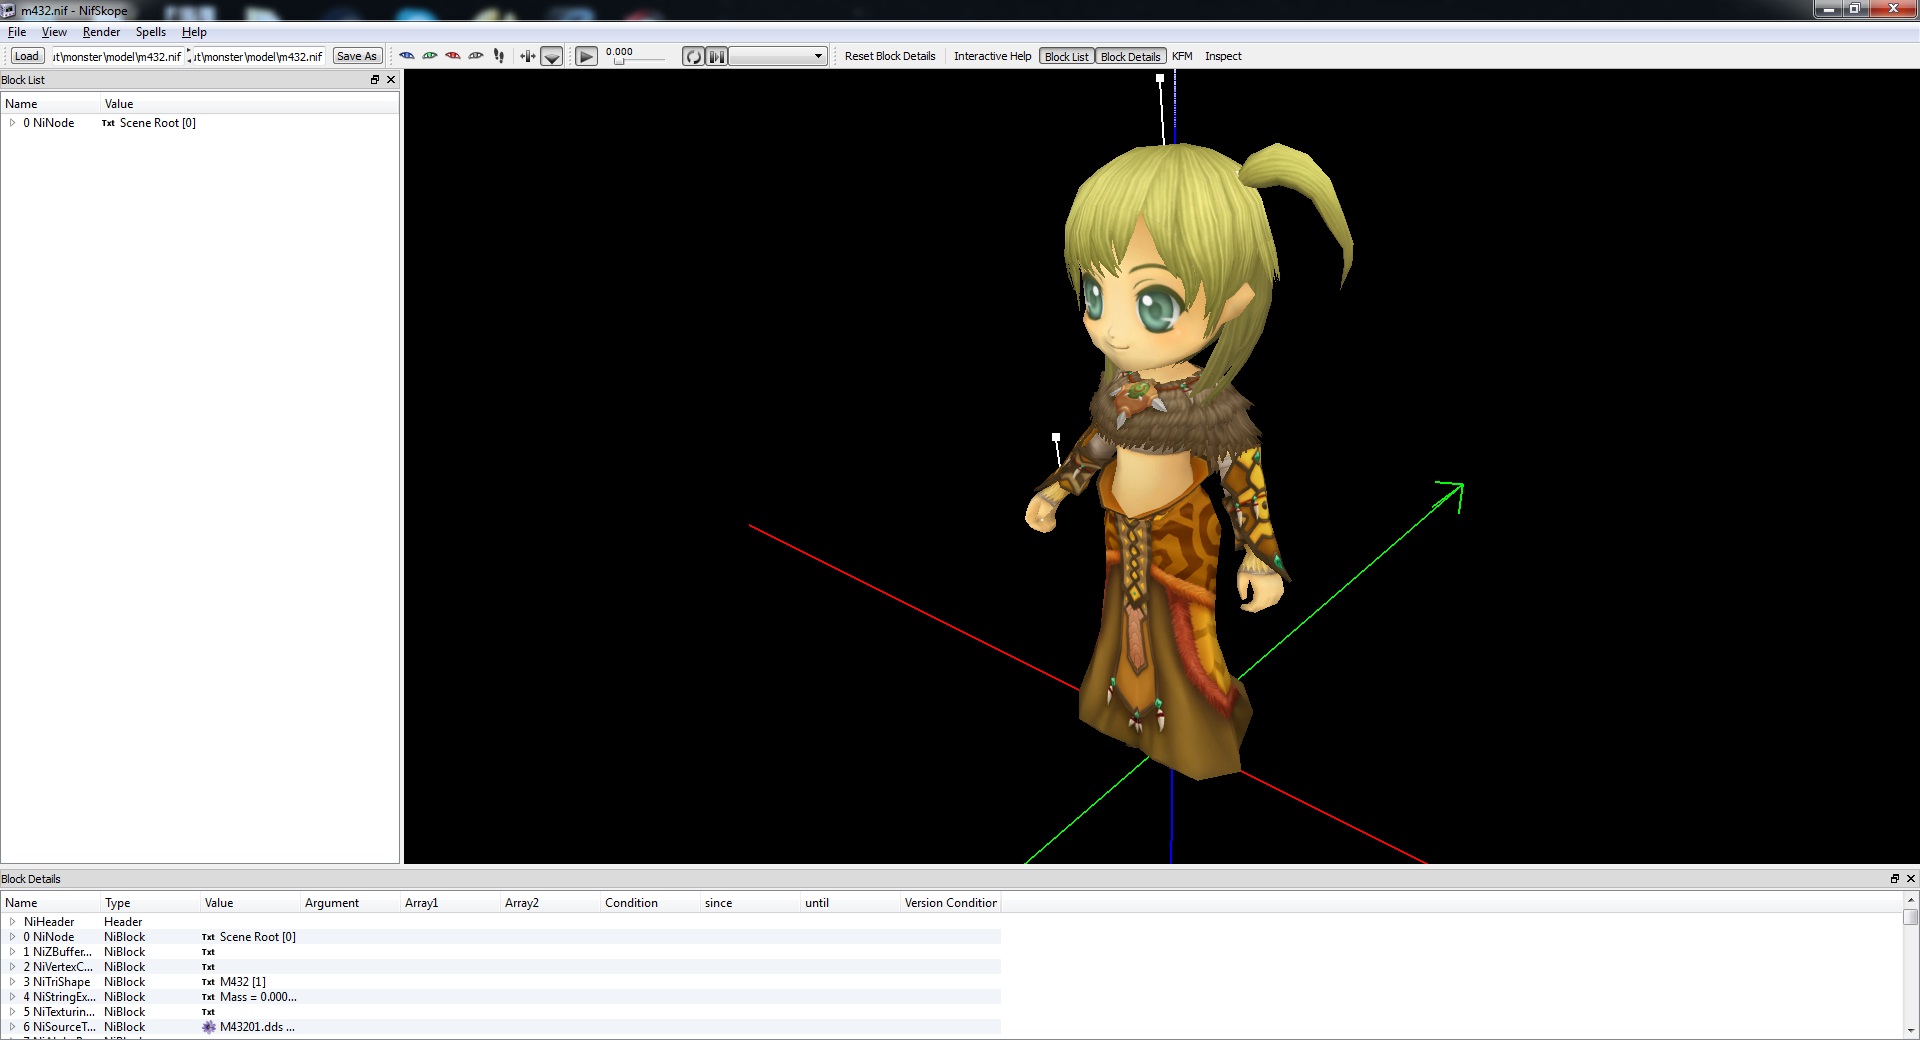 m432.nif - NifSkope
File View Render Spells Help
Load ut\monster\model\m432.nif ut\monster\model\m432.nif Save As 0.000 Reset Block Details Interactive Help Block List Block Details KFM Inspect
Block List
Name Value
0 NiNode Txt Scene Root [0]
Block Details
Name Type Value Argument Array1 Array2 Condition since until Version Condition
NiHeader Header
0 NiNode NiBlock Txt Scene Root [0]
1 NiZBuffer... NiBlock Txt
2 NiVertexC... NiBlock Txt
3 NiTriShape NiBlock Txt M432 [1]
4 NiStringEx... NiBlock Txt Mass = 0.000...
5 NiTexturin... NiBlock Txt
6 NiSourceT... NiBlock M43201.dds ...